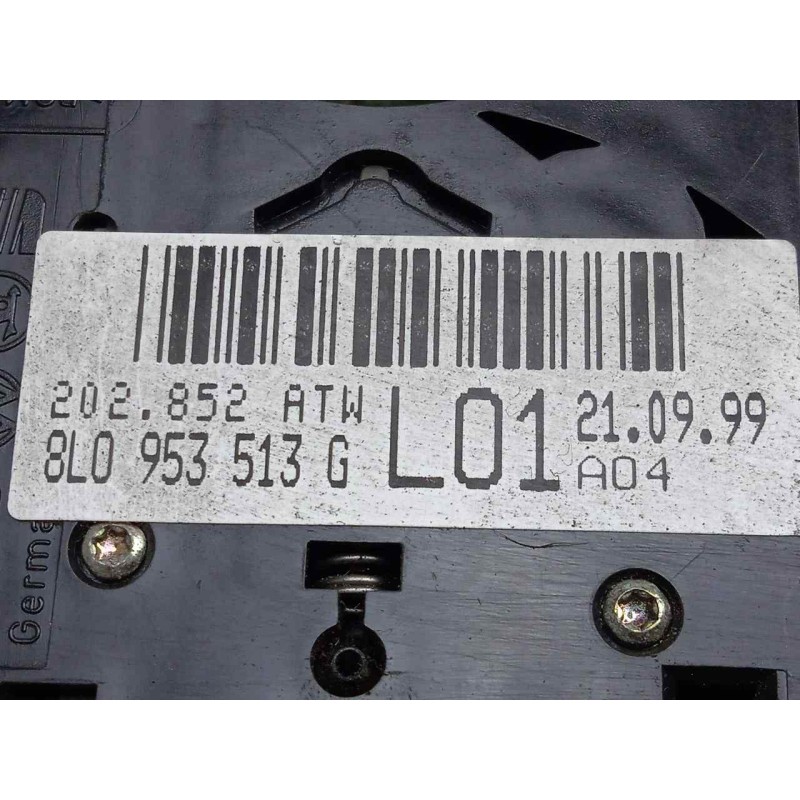 202.852 ATW
8L0 953 513 G
L01
21.09.99
A04
Germa